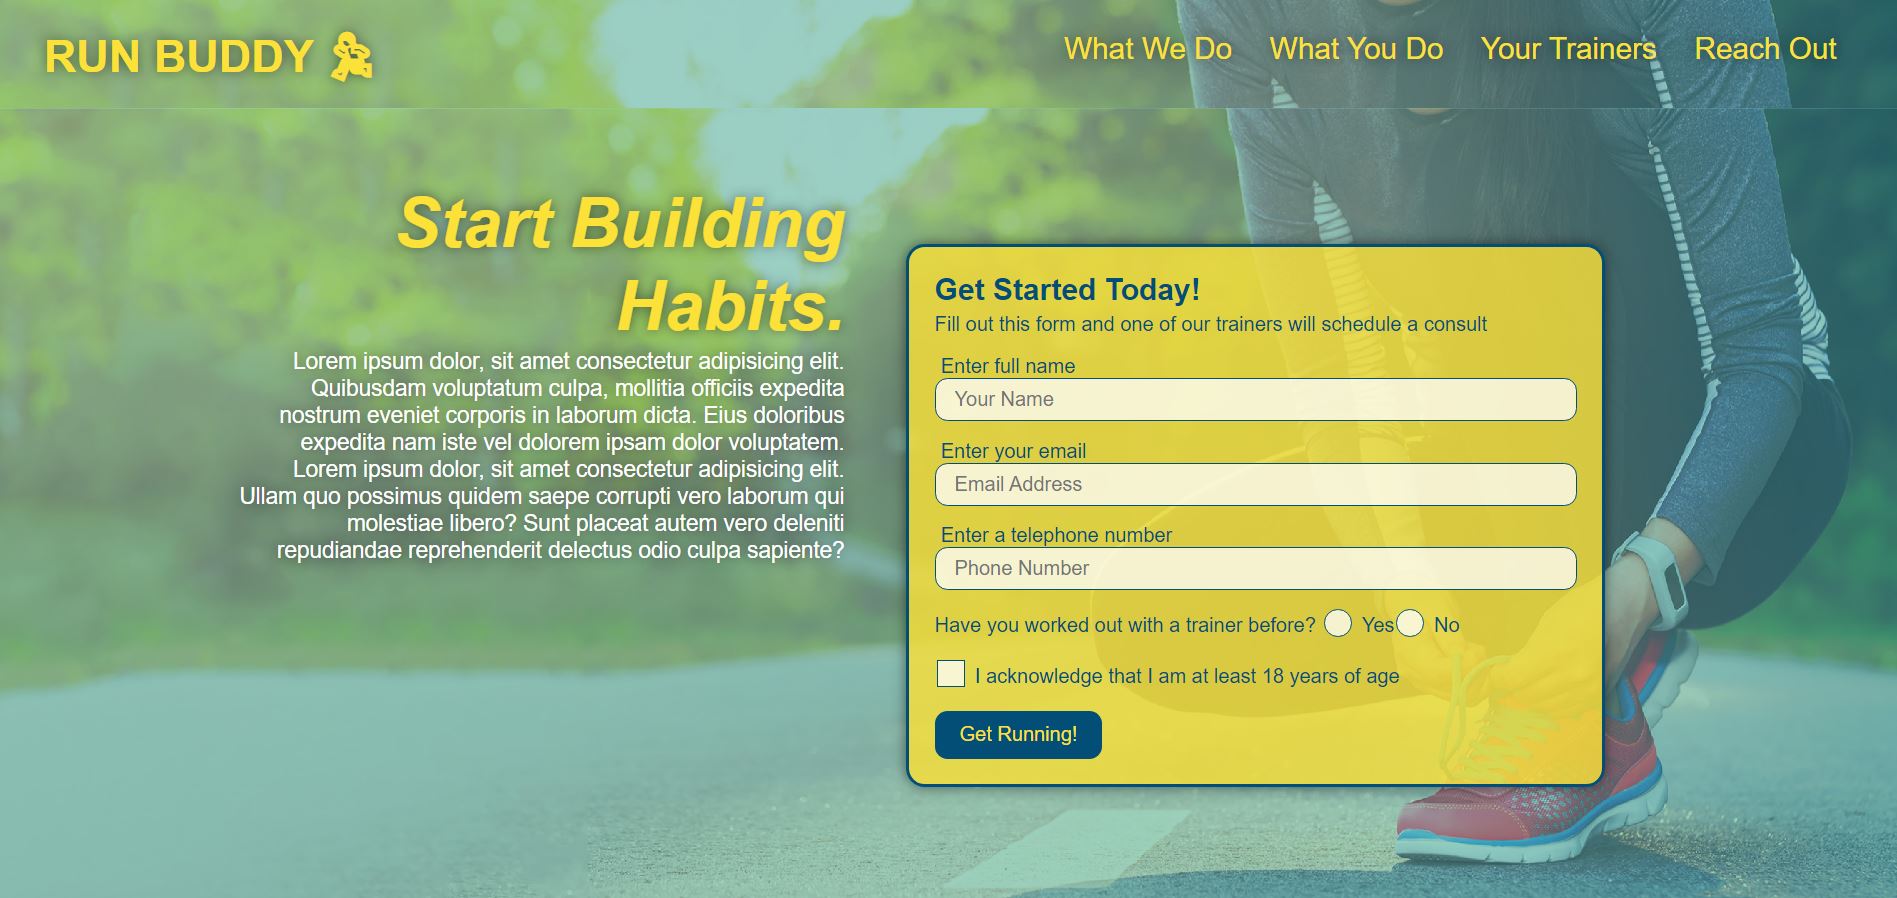 RUN BUDDY
What We Do What You Do Your Trainers Reach Out
Start Building
Habits.
Lorem ipsum dolor, sit amet consectetur adipisicing elit.
Quibusdam voluptatum culpa, mollitia officiis expedita
nostrum eveniet corporis in laborum dicta. Eius doloribus
expedita nam iste vel dolorem ipsam dolor voluptatem.
Lorem ipsum dolor, sit amet consectetur adipisicing elit.
Ullam quo possimus quidem saepe corrupti vero laborum qui
molestiae libero? Sunt placeat autem vero deleniti
repudiandae reprehenderit delectus odio culpa sapiente?
Get Started Today!
Fill out this form and one of our trainers will schedule a consult
Enter full name
Your Name
Enter your email
Email Address
Enter a telephone number
Phone Number
Have you worked out with a trainer before? Yes No
I acknowledge that I am at least 18 years of age
Get Running!